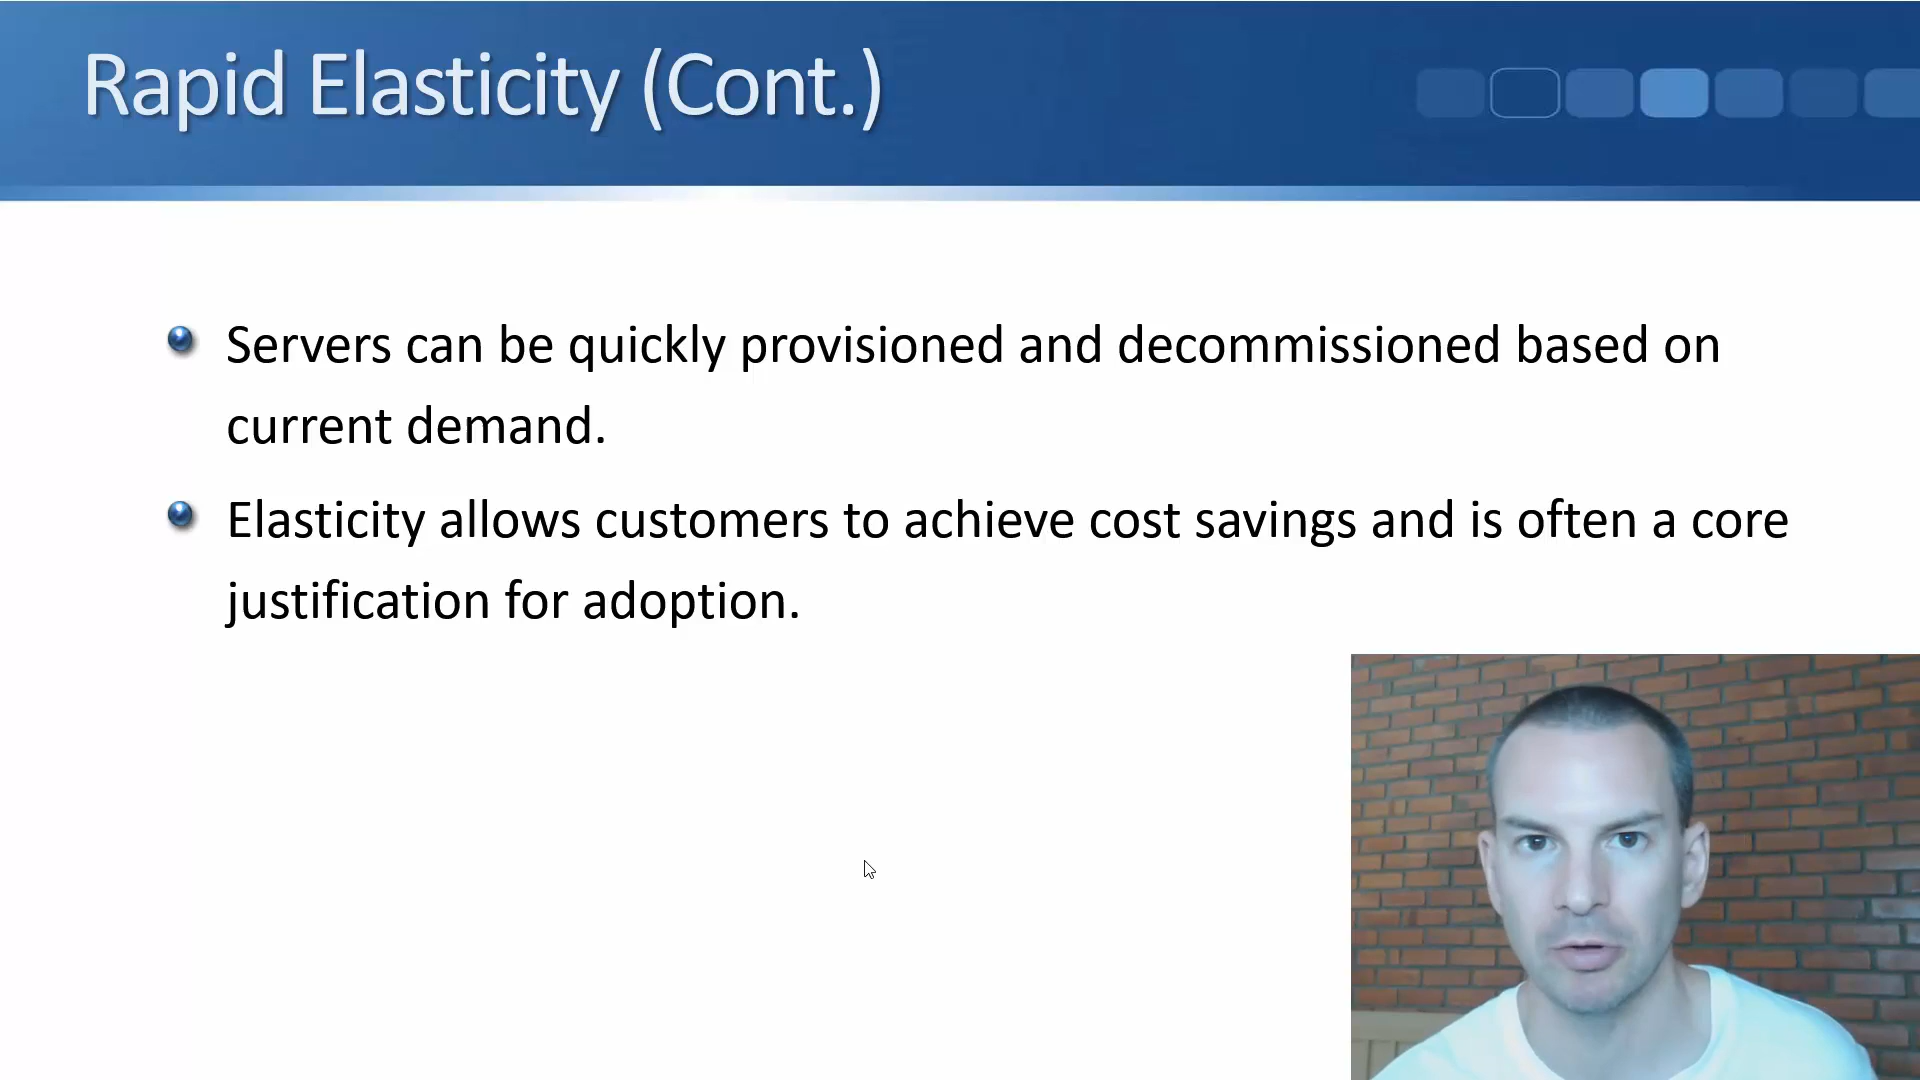 Rapid Elasticity (Cont.)
Servers can be quickly provisioned and decommissioned based on
current demand.
Elasticity allows customers to achieve cost savings and is often a core
justification for adoption.